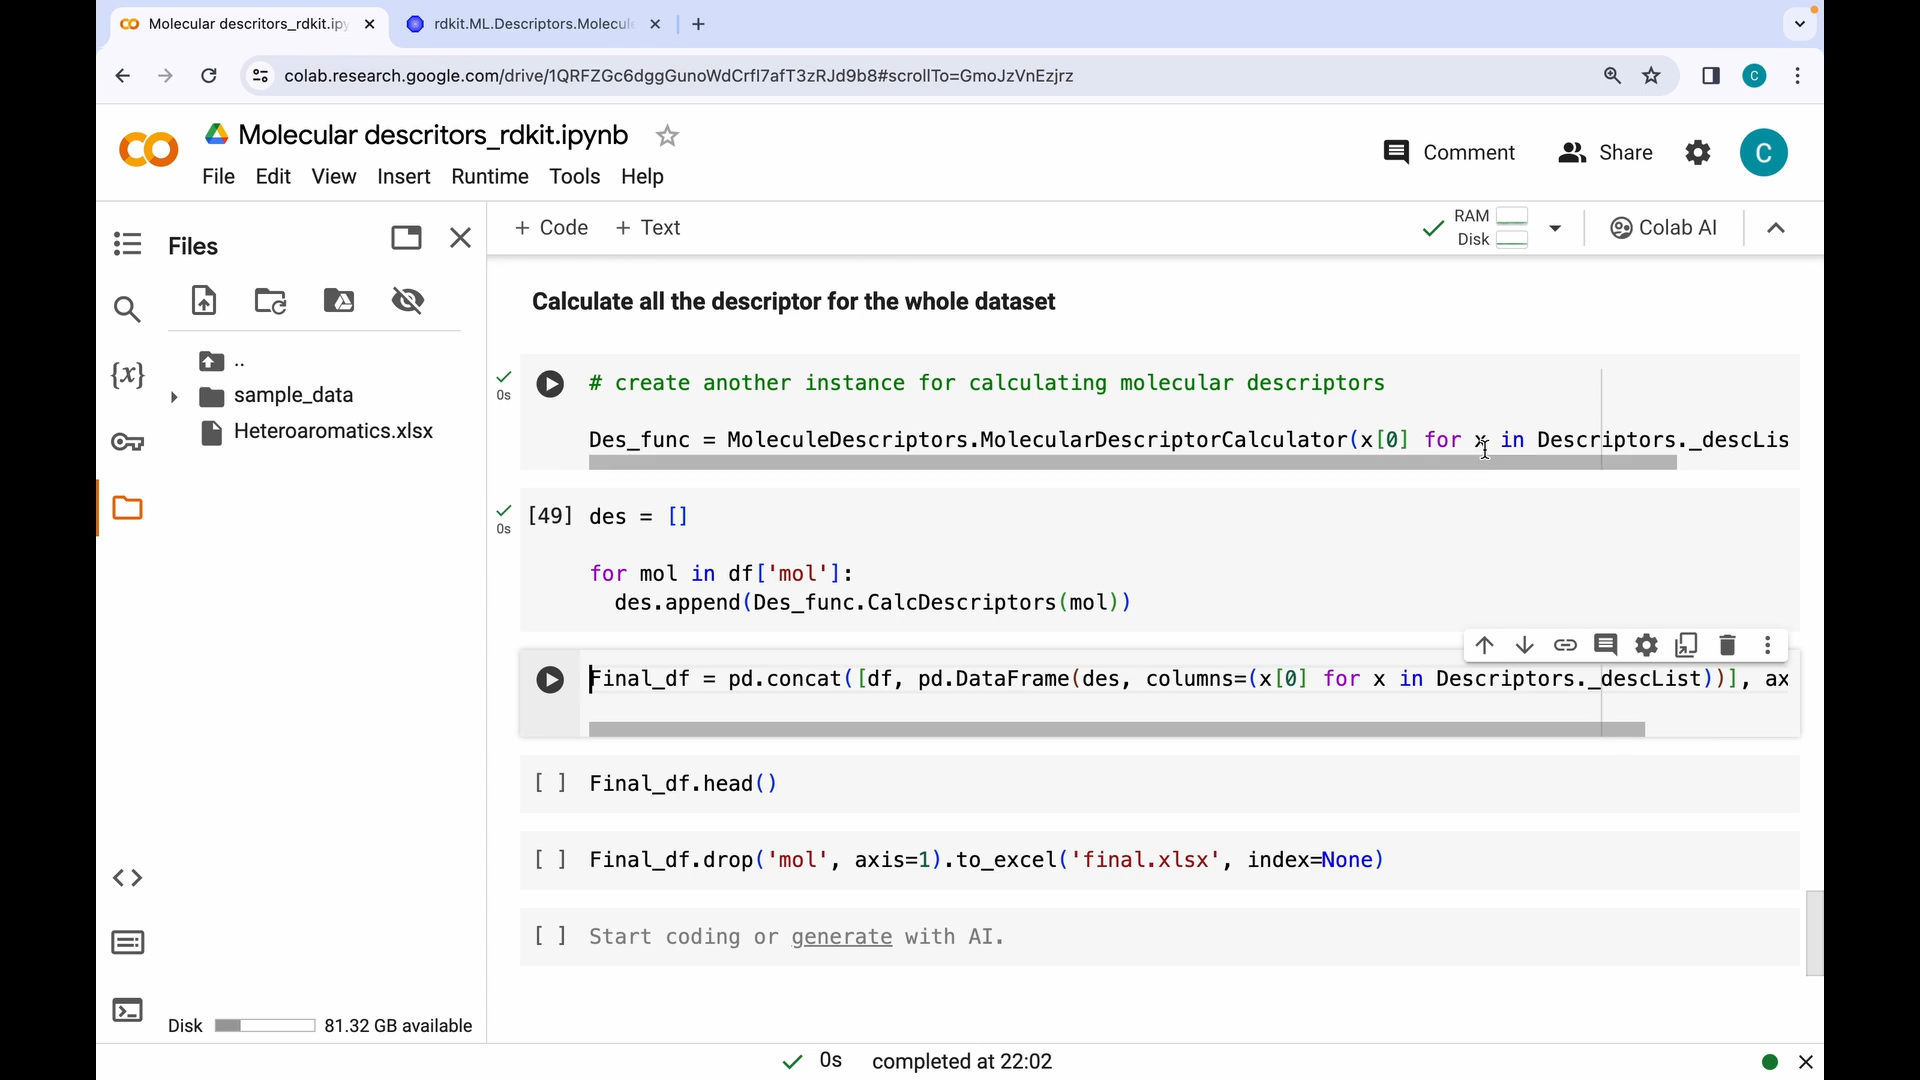 Molecular descritors_rdkit.ipy
rdkit.ML.Descriptors.Molecul
colab.research.google.com/drive/1QRFZGc6dggGunoWdCrfI7afT3zRJd9b8#scrollTo=GmoJzVnEzjrz
C
Molecular descritors_rdkit.ipynb
Comment
Share
C
File Edit View Insert Runtime Tools Help
Files
+ Code + Text
RAM
Disk
Colab AI
..
sample_data
Heteroaromatics.xlsx
{x}
Calculate all the descriptor for the whole dataset
0s
# create another instance for calculating molecular descriptors
Des_func = MoleculeDescriptors.MolecularDescriptorCalculator(x[0] for x in Descriptors._descLis
0s
[49] des = []
for mol in df['mol']:
des.append(Des_func.CalcDescriptors(mol))
Final_df = pd.concat([df, pd.DataFrame(des, columns=(x[0] for x in Descriptors._descList))], ax
[ ] Final_df.head()
[ ] Final_df.drop('mol', axis=1).to_excel('final.xlsx', index=None)
[ ] Start coding or generate with AI.
Disk 81.32 GB available
0s completed at 22:02